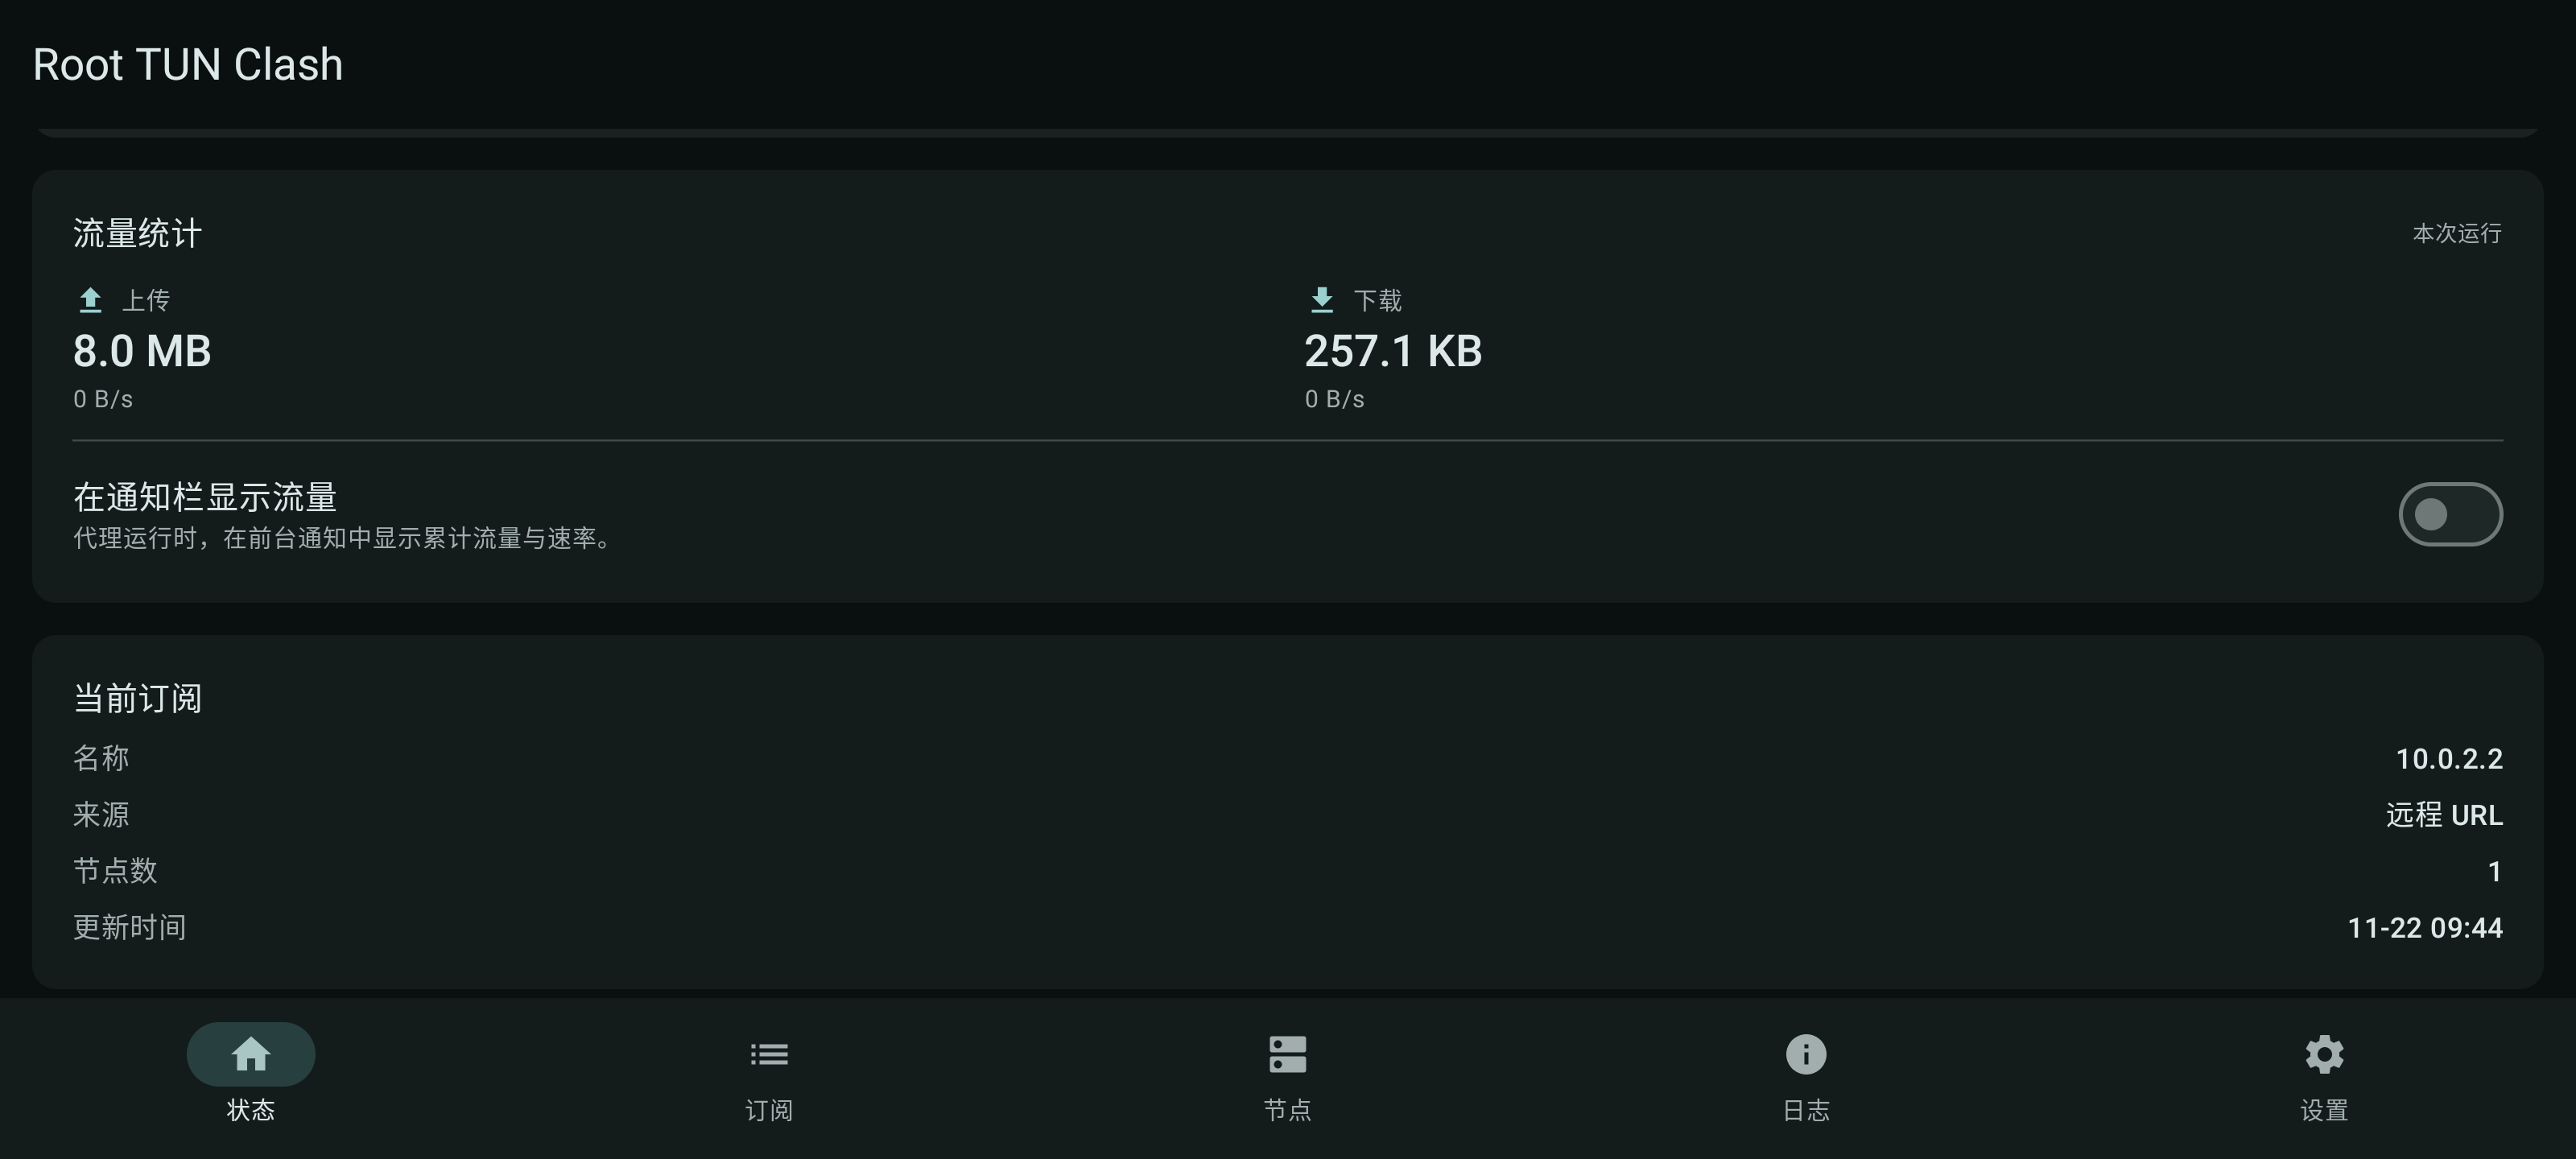 Root TUN Clash
流量统计
本次运行
上传
下载
8.0 MB
257.1 KB
0 B/s
0 B/s
在通知栏显示流量
代理运行时，在前台通知中显示累计流量与速率。
当前订阅
名称
10.0.2.2
来源
远程 URL
节点数
1
更新时间
11-22 09:44
状态
订阅
节点
日志
设置